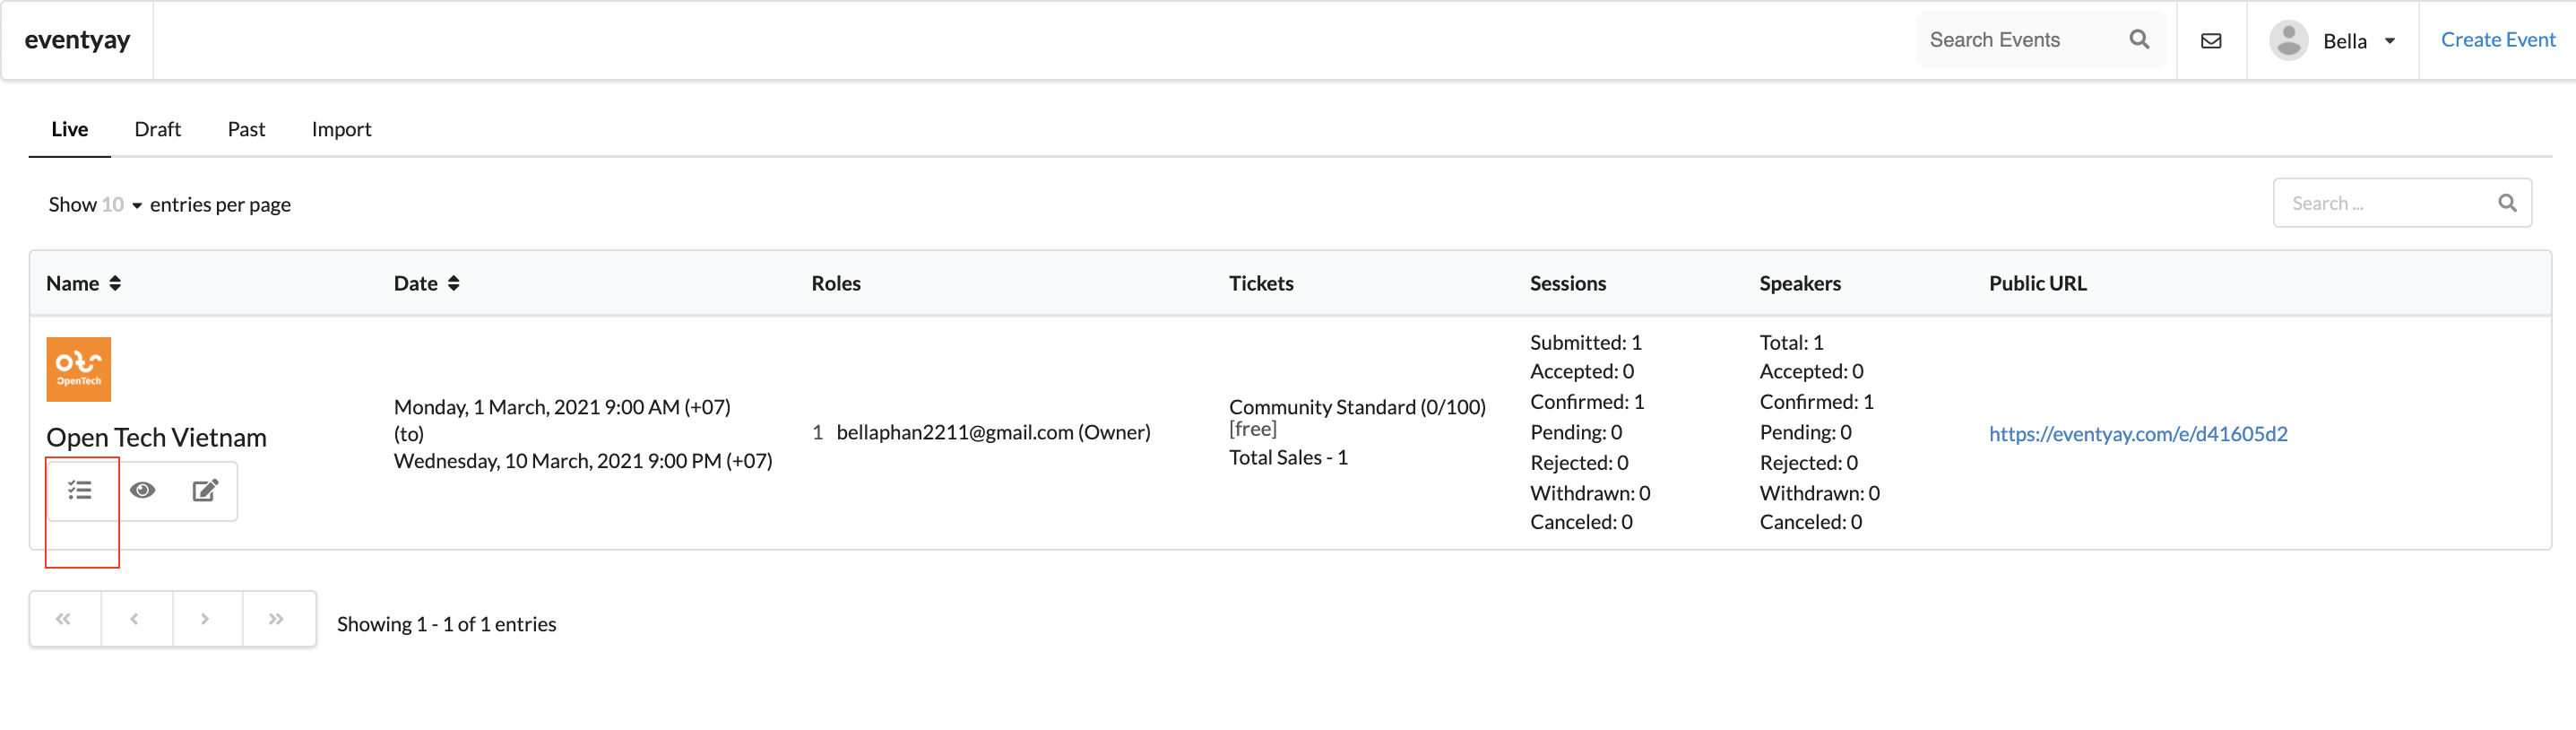 eventyay
Search Events
Bella
Create Event
Live
Draft
Past
Import
Show 10 entries per page
Search ...
Name
Date
Roles
Tickets
Sessions
Speakers
Public URL
OpenTech
Open Tech Vietnam
Monday, 1 March, 2021 9:00 AM (+07)
(to)
Wednesday, 10 March, 2021 9:00 PM (+07)
1 bellaphan2211@gmail.com (Owner)
Community Standard (0/100)
[free]
Total Sales - 1
Submitted: 1
Accepted: 0
Confirmed: 1
Pending: 0
Rejected: 0
Withdrawn: 0
Canceled: 0
Total: 1
Accepted: 0
Confirmed: 1
Pending: 0
Rejected: 0
Withdrawn: 0
Canceled: 0
https://eventyay.com/e/d41605d2
Showing 1 - 1 of 1 entries